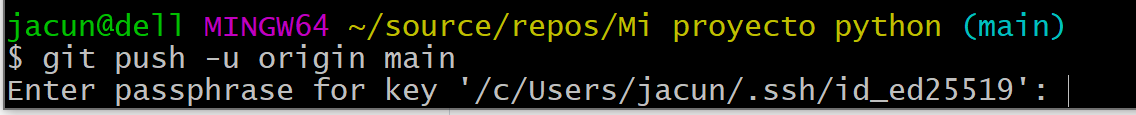 jacun@dell MINGW64 ~/source/repos/Mi proyecto python (main)
$ git push -u origin main
Enter passphrase for key '/c/Users/jacun/.ssh/id_ed25519':